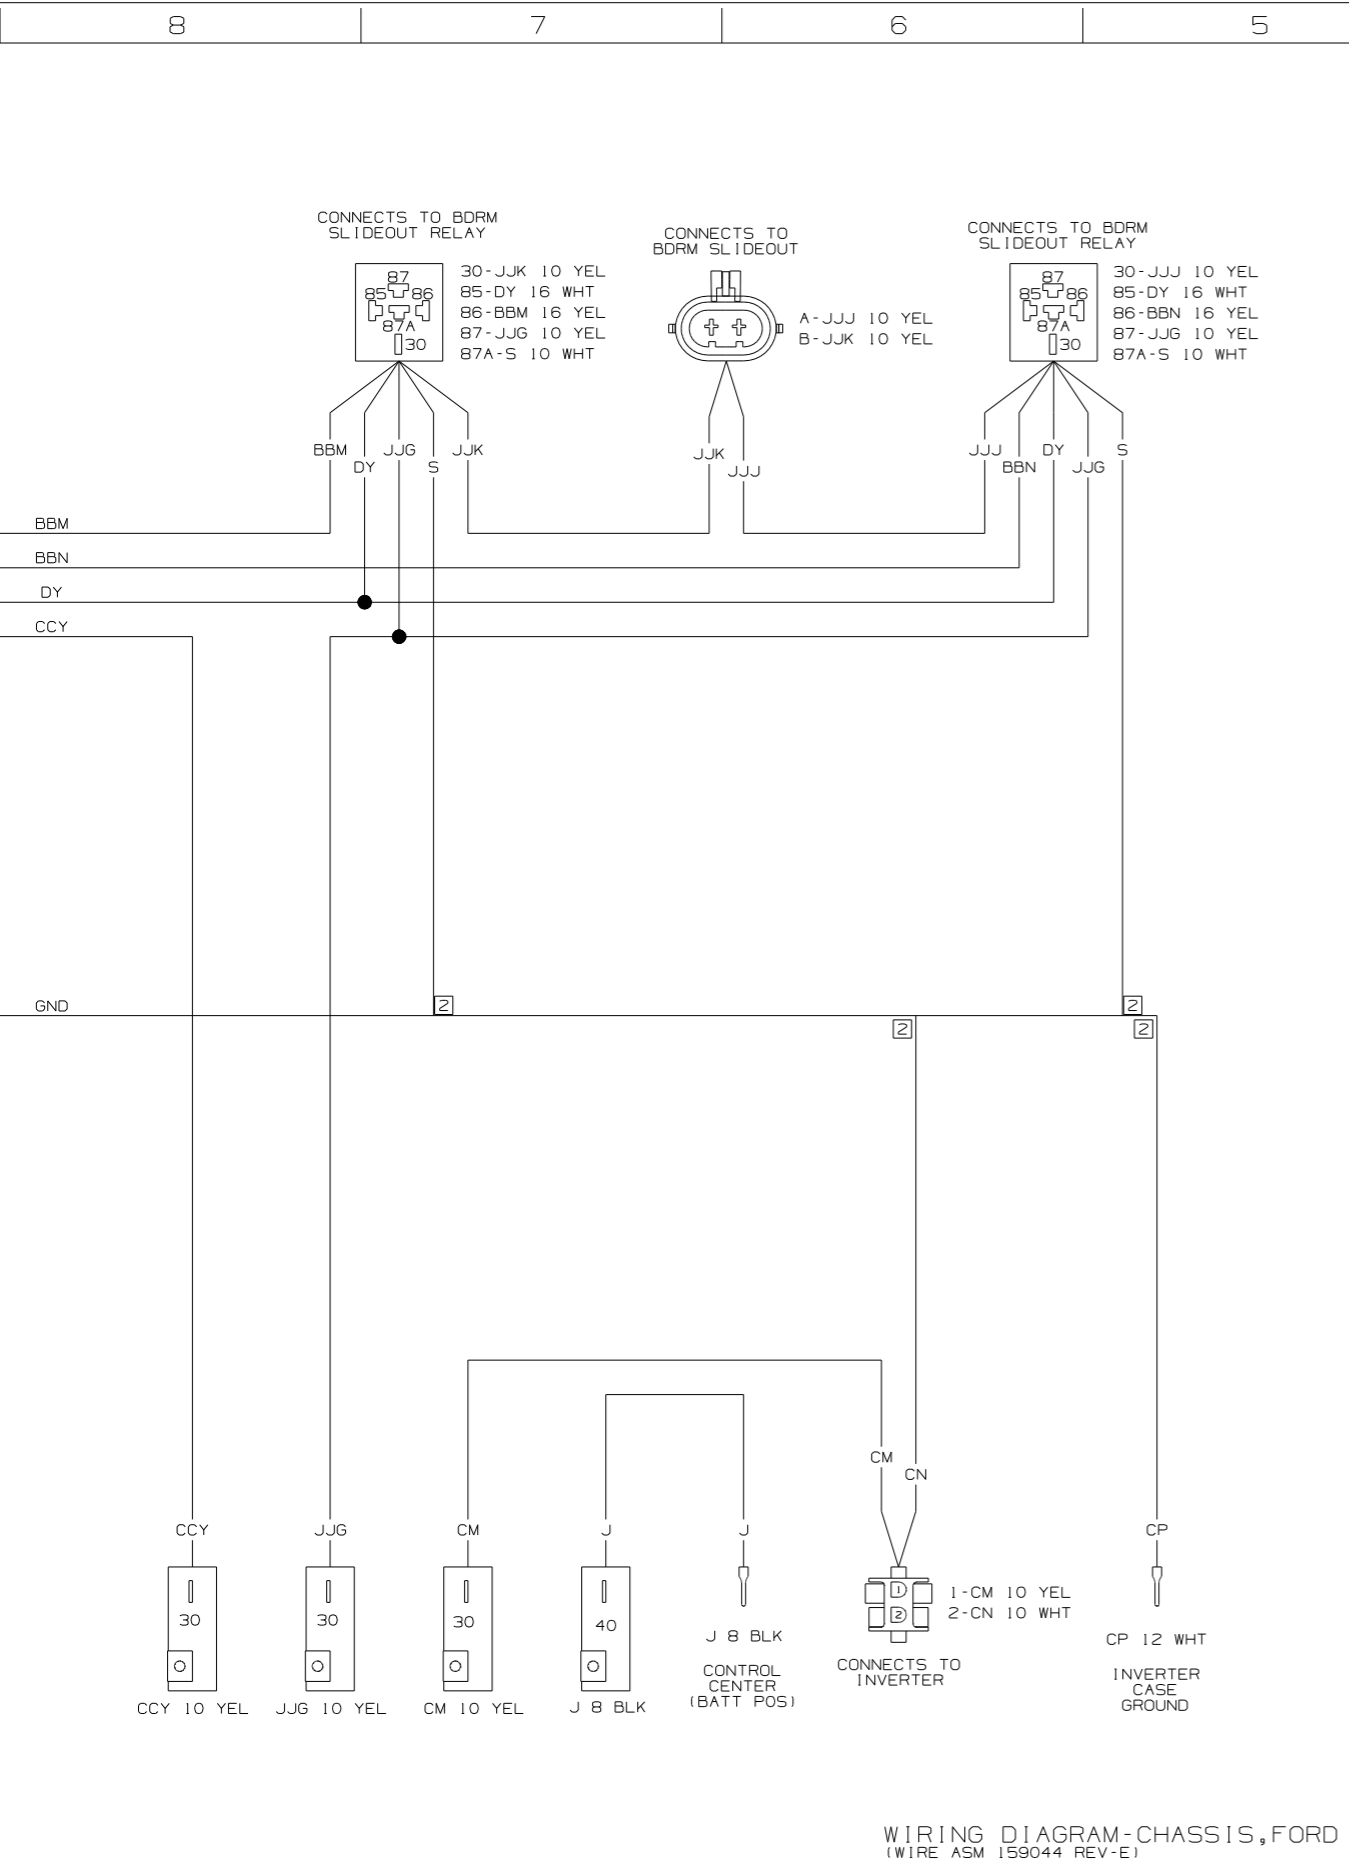 8 7 6 5
CONNECTS TO BDRM
SLIDEOUT RELAY
87
85 86
87A
30
30-JJK 10 YEL
85-DY 16 WHT
86-BBM 16 YEL
87-JJG 10 YEL
87A-S 10 WHT
CONNECTS TO
BDRM SLIDEOUT
A-JJJ 10 YEL
B-JJK 10 YEL
CONNECTS TO BDRM
SLIDEOUT RELAY
87
85 86
87A
30
30-JJJ 10 YEL
85-DY 16 WHT
86-BBN 16 YEL
87-JJG 10 YEL
87A-S 10 WHT
BBM JJG JJK
DY S
JJK
JJJ
JJJ DY S
BBN JJG
BBM
BBN
DY
CCY
GND
2
2
2
2
CM
CN
CCY JJG CM J J CP
30
30
30
40
CCY 10 YEL
JJG 10 YEL
CM 10 YEL
J 8 BLK
J 8 BLK
CONTROL
CENTER
(BATT POS)
1
2
1-CM 10 YEL
2-CN 10 WHT
CONNECTS TO
INVERTER
CP 12 WHT
INVERTER
CASE
GROUND
WIRING DIAGRAM-CHASSIS,FORD
(WIRE ASM 159044 REV-E)